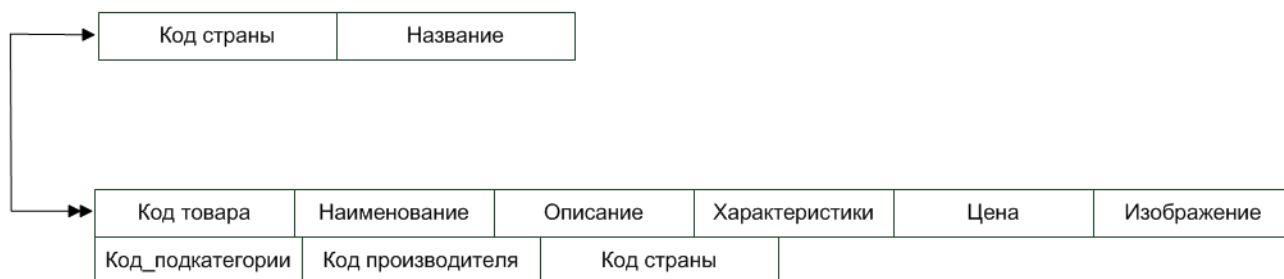 Код страны Название
Код товара Наименование Описание Характеристики Цена Изображение
Код_подкатегории Код производителя Код страны